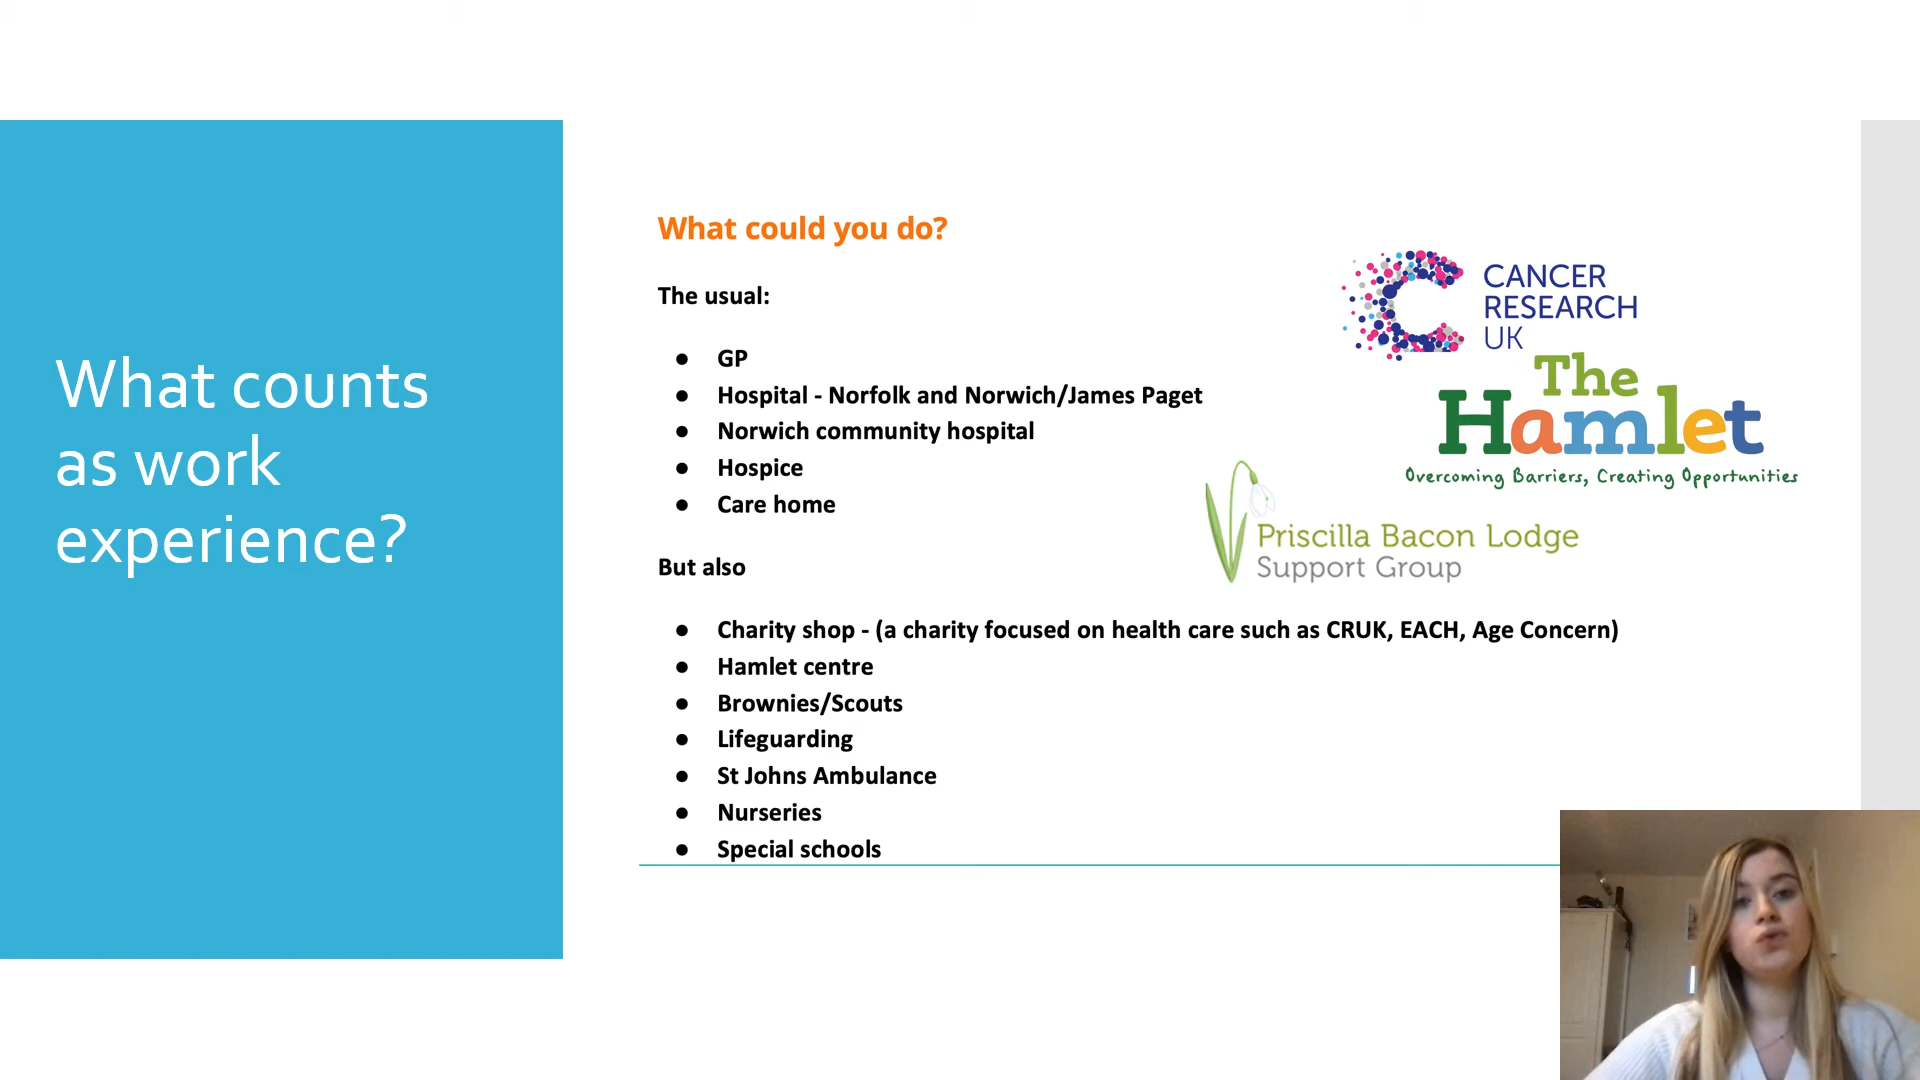 What counts
as work
experience?
What could you do?
The usual:
● GP
● Hospital - Norfolk and Norwich/James Paget
● Norwich community hospital
● Hospice
● Care home
But also
● Charity shop - (a charity focused on health care such as CRUK, EACH, Age Concern)
● Hamlet centre
● Brownies/Scouts
● Lifeguarding
● St Johns Ambulance
● Nurseries
● Special schools
CANCER
RESEARCH
UK
The
Hamlet
Overcoming Barriers, Creating Opportunities
Priscilla Bacon Lodge
Support Group